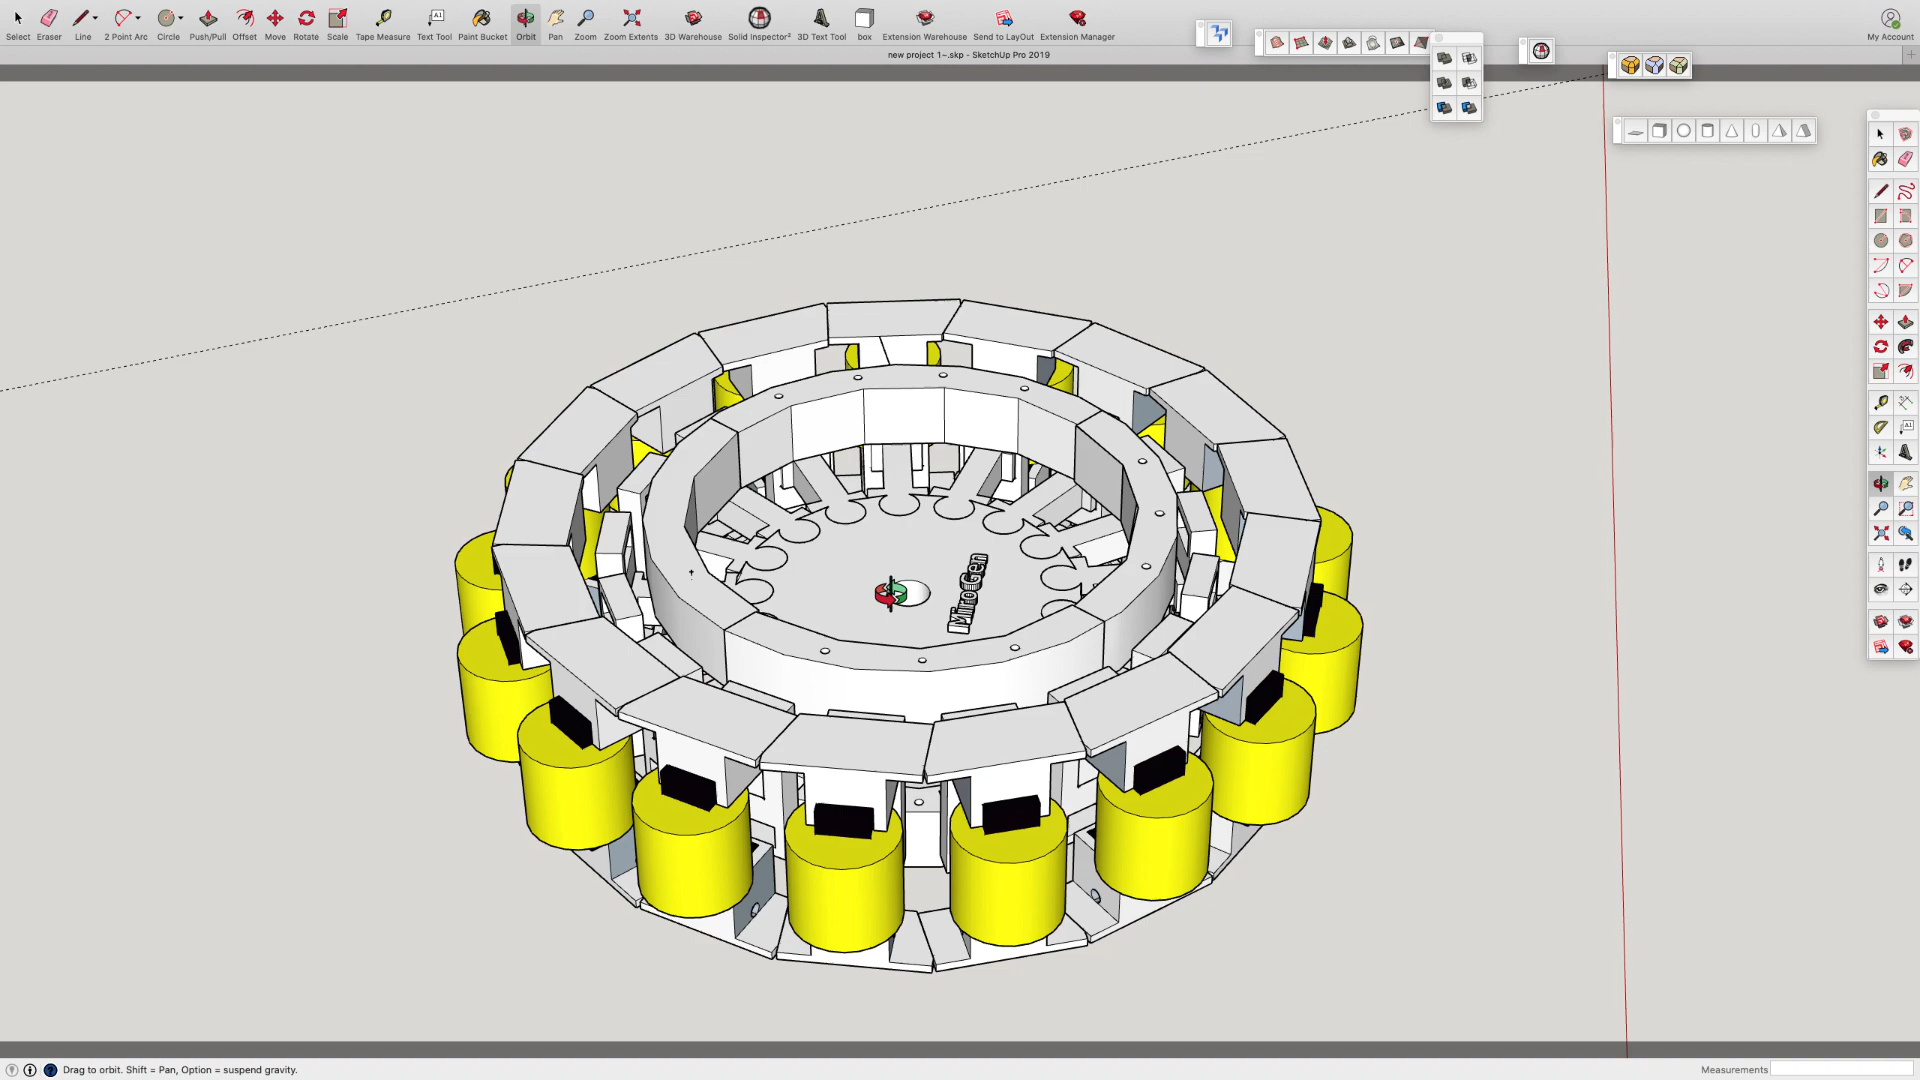 Select Eraser Line 2 Point Arc Circle Push/Pull Offset Move Rotate Scale Tape Measure Text Tool Paint Bucket Orbit Pan Zoom Zoom Extents 3D Warehouse Solid Inspector² 3D Text Tool box Extension Warehouse Send to LayOut Extension Manager My Account
new project 1~.skp - SketchUp Pro 2019
MiroGen
Drag to orbit. Shift = Pan, Option = suspend gravity.
Measurements